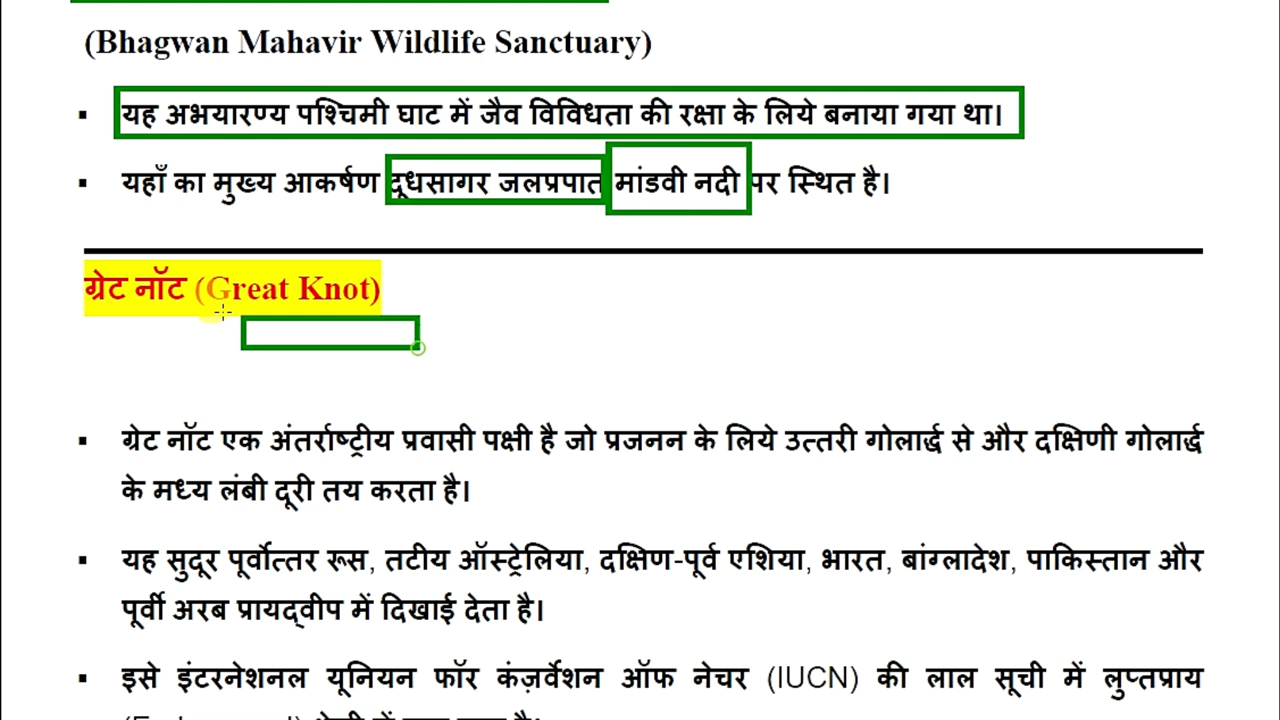 (Bhagwan Mahavir Wildlife Sanctuary)
▪ यह अभयारण्य पश्चिमी घाट में जैव विविधता की रक्षा के लिये बनाया गया था।
▪ यहाँ का मुख्य आकर्षण दूधसागर जलप्रपात मांडवी नदी पर स्थित है।
ग्रेट नॉट (Great Knot)
▪ ग्रेट नॉट एक अंतर्राष्ट्रीय प्रवासी पक्षी है जो प्रजनन के लिये उत्तरी गोलार्द्ध से और दक्षिणी गोलार्द्ध
के मध्य लंबी दूरी तय करता है।
▪ यह सुदूर पूर्वोत्तर रूस, तटीय ऑस्ट्रेलिया, दक्षिण-पूर्व एशिया, भारत, बांग्लादेश, पाकिस्तान और
पूर्वी अरब प्रायद्वीप में दिखाई देता है।
▪ इसे इंटरनेशनल यूनियन फॉर कंज़र्वेशन ऑफ नेचर (IUCN) की लाल सूची में लुप्तप्राय